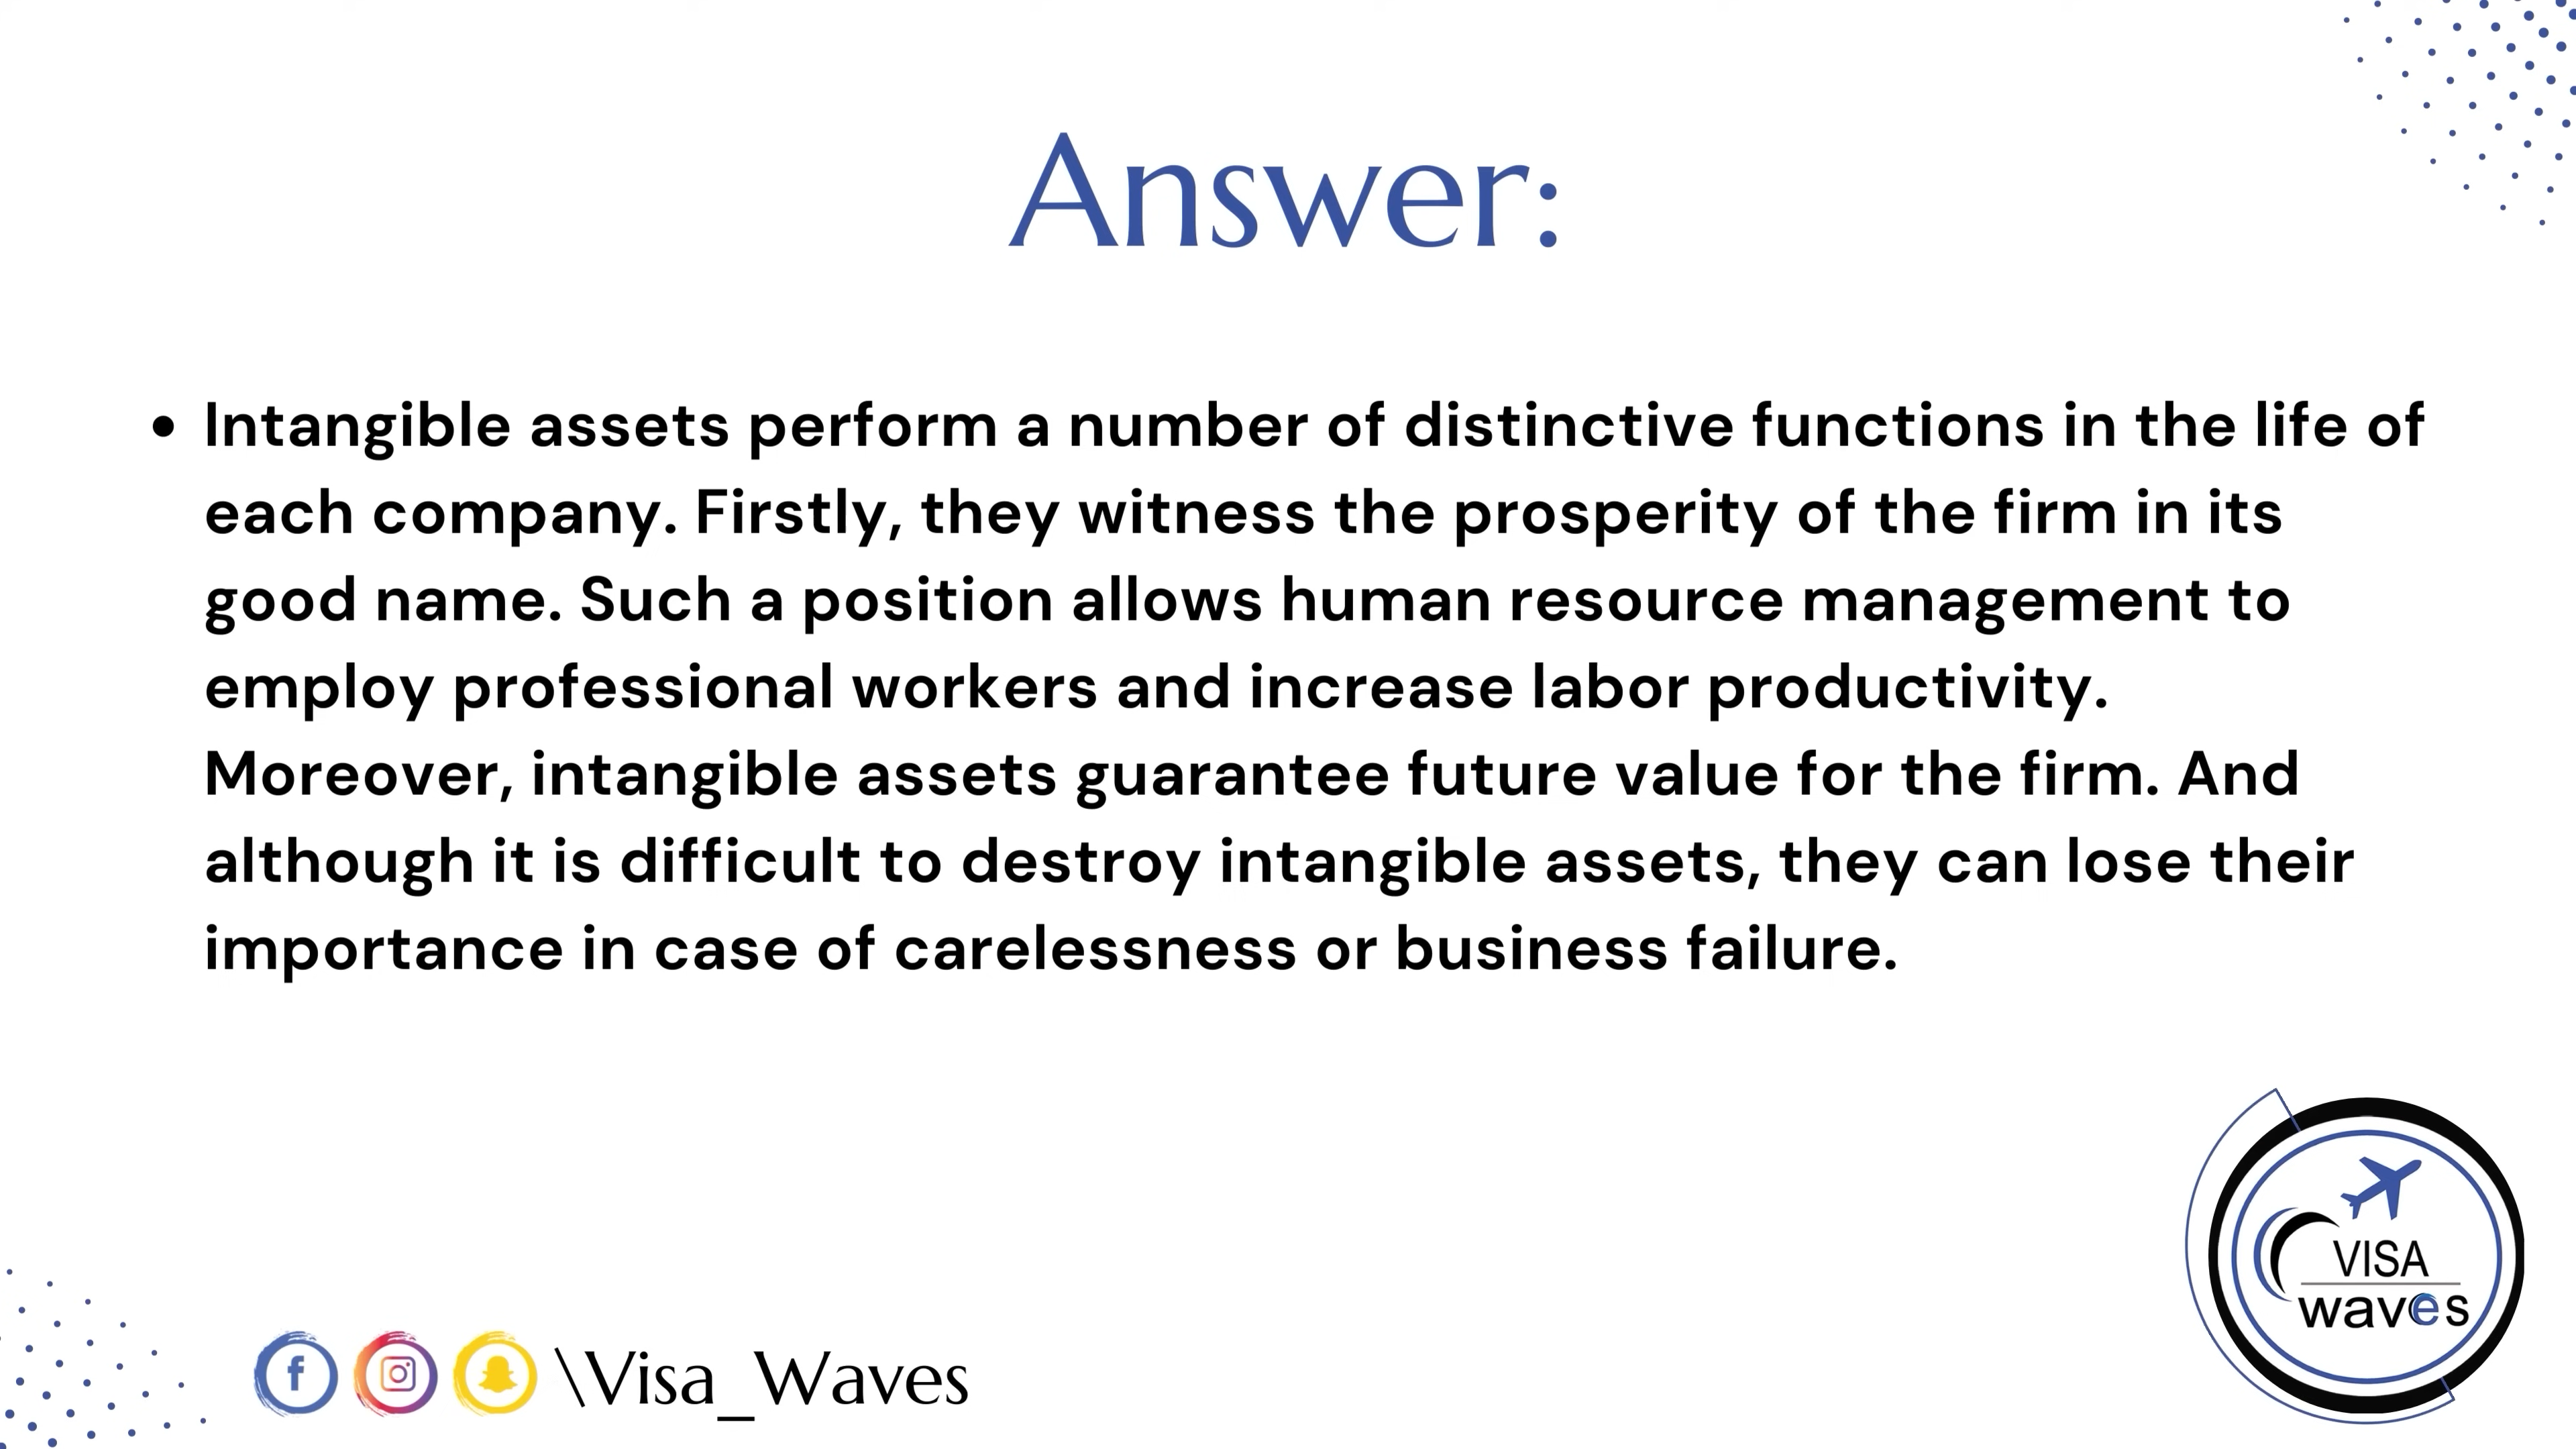 Answer:
• Intangible assets perform a number of distinctive functions in the life of
each company. Firstly, they witness the prosperity of the firm in its
good name. Such a position allows human resource management to
employ professional workers and increase labor productivity.
Moreover, intangible assets guarantee future value for the firm. And
although it is difficult to destroy intangible assets, they can lose their
importance in case of carelessness or business failure.
VISA
waves
\Visa_Waves